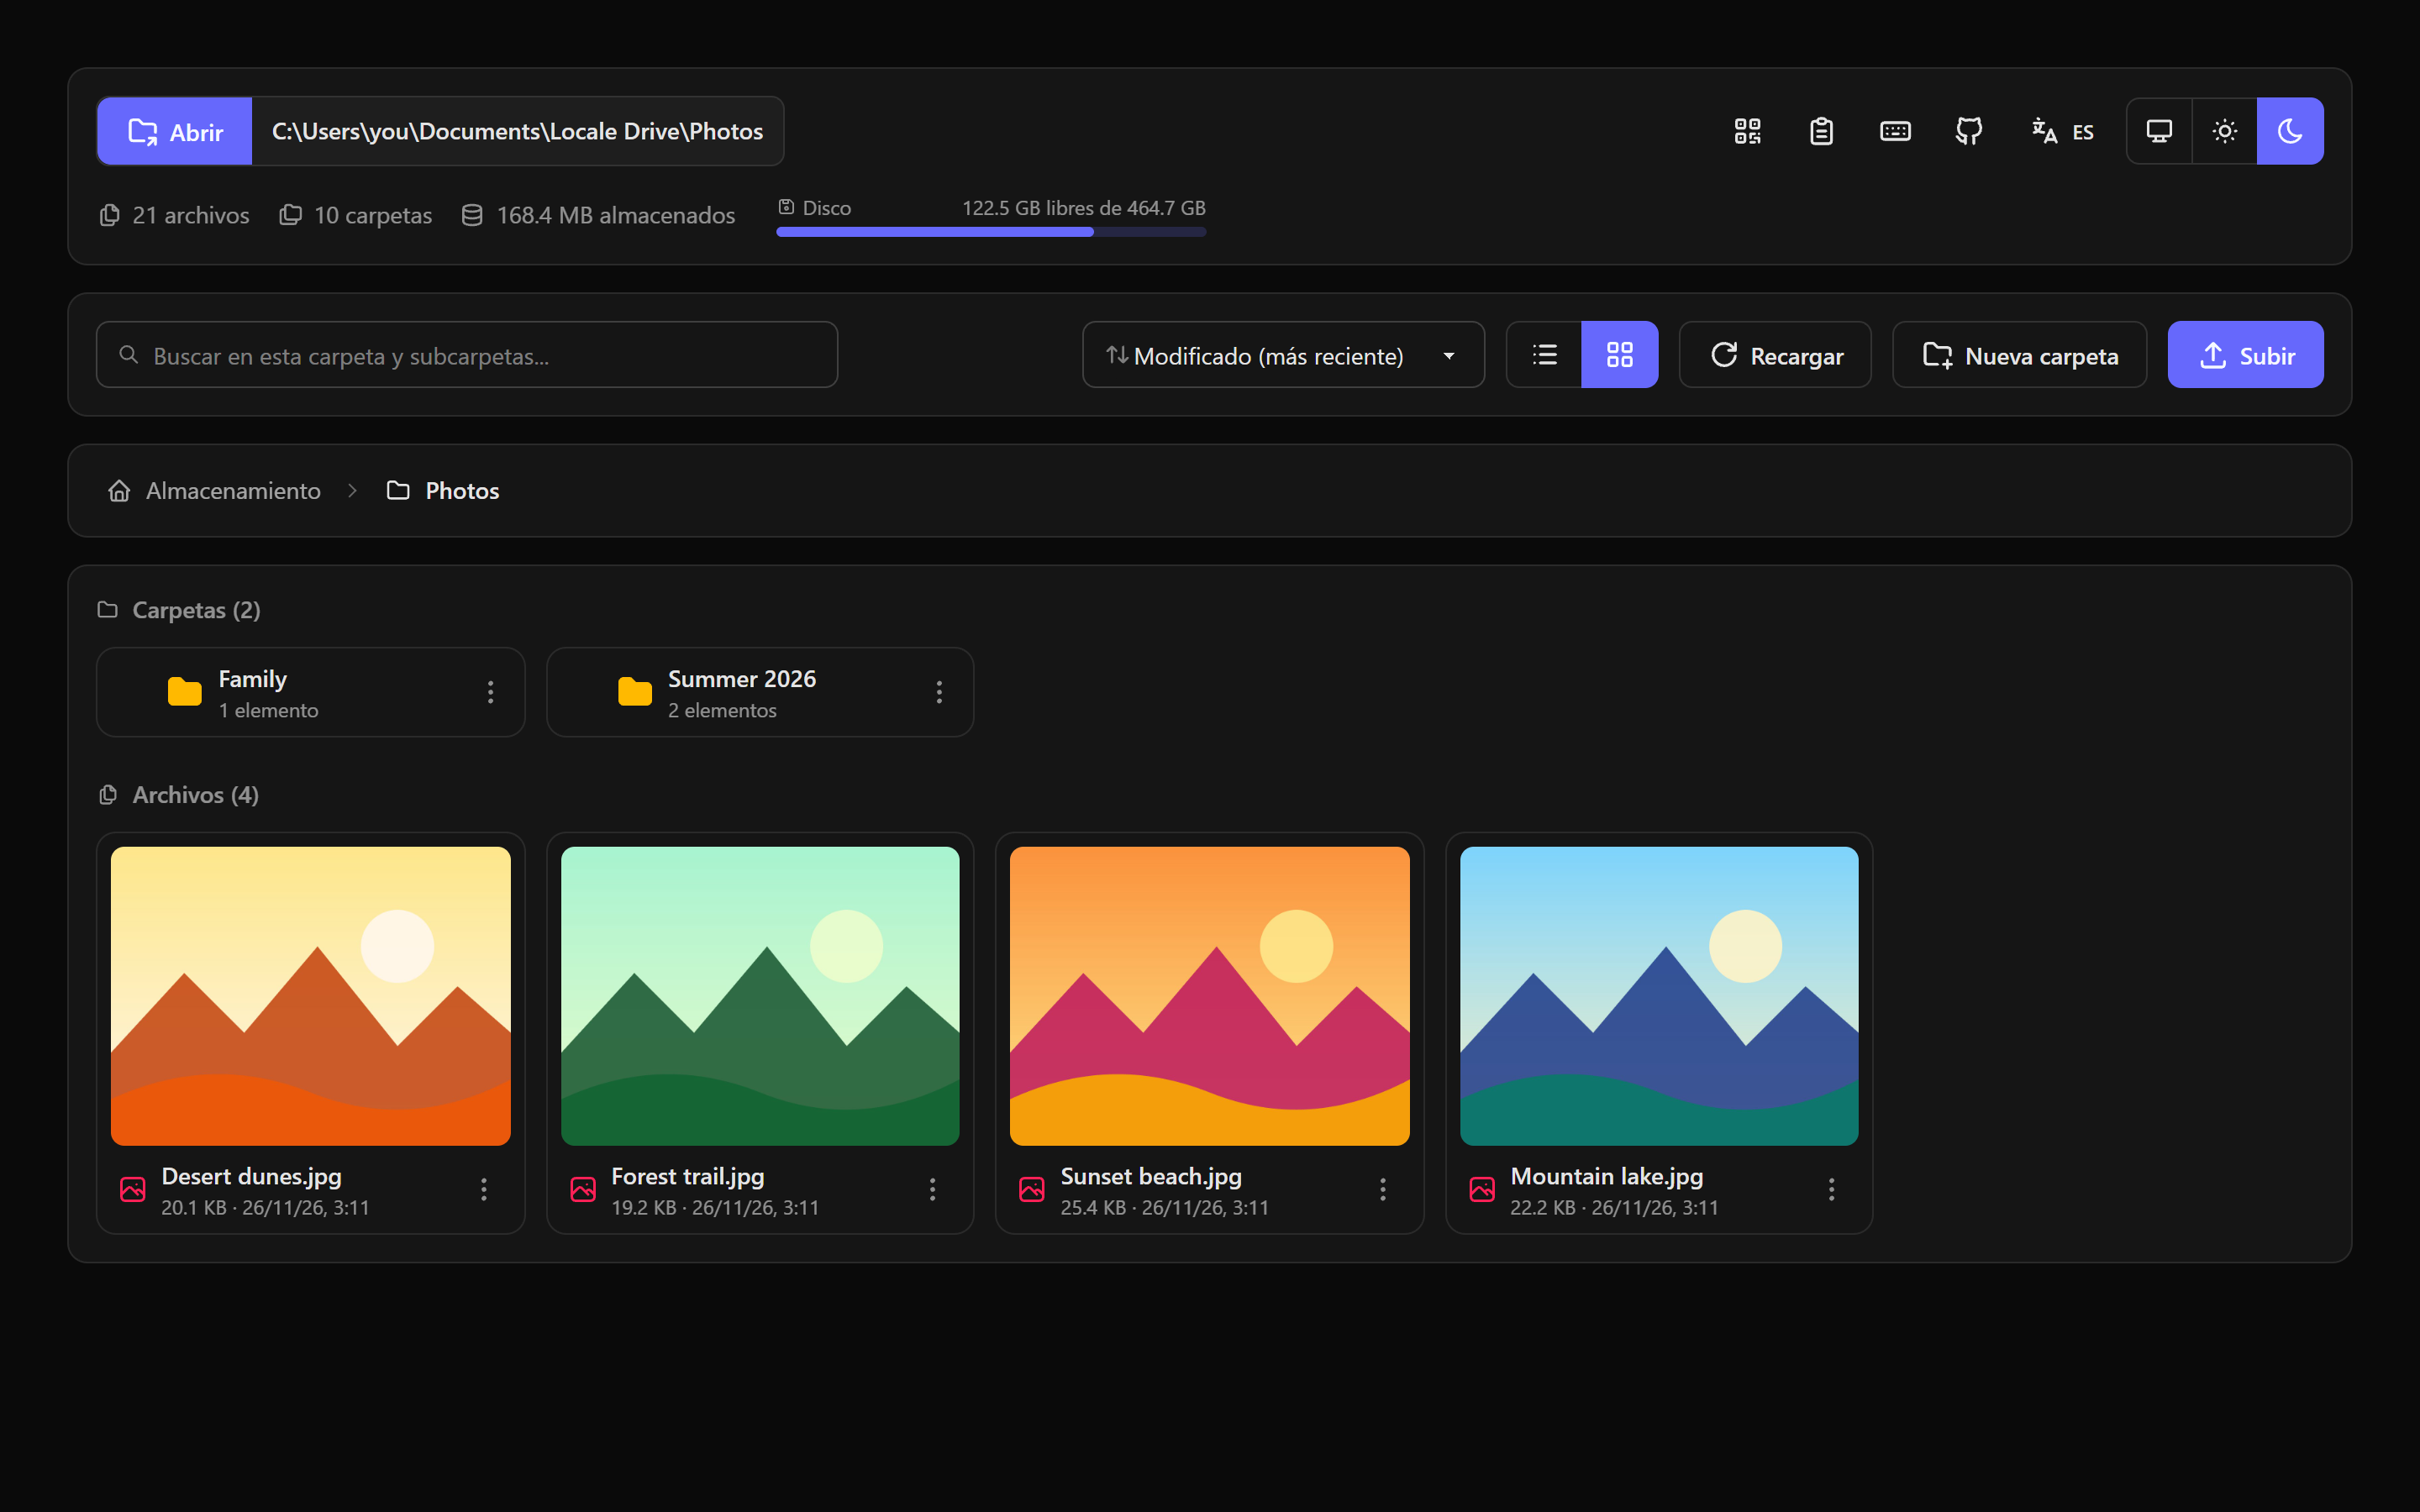 Abrir C:\Users\you\Documents\Locale Drive\Photos
ES
21 archivos 10 carpetas 168.4 MB almacenados
Disco 122.5 GB libres de 464.7 GB
Buscar en esta carpeta y subcarpetas...
Modificado (más reciente)
Recargar
Nueva carpeta
Subir
Almacenamiento
Photos
Carpetas (2)
Family
1 elemento
Summer 2026
2 elementos
Archivos (4)
Desert dunes.jpg
20.1 KB · 26/11/26, 3:11
Forest trail.jpg
19.2 KB · 26/11/26, 3:11
Sunset beach.jpg
25.4 KB · 26/11/26, 3:11
Mountain lake.jpg
22.2 KB · 26/11/26, 3:11